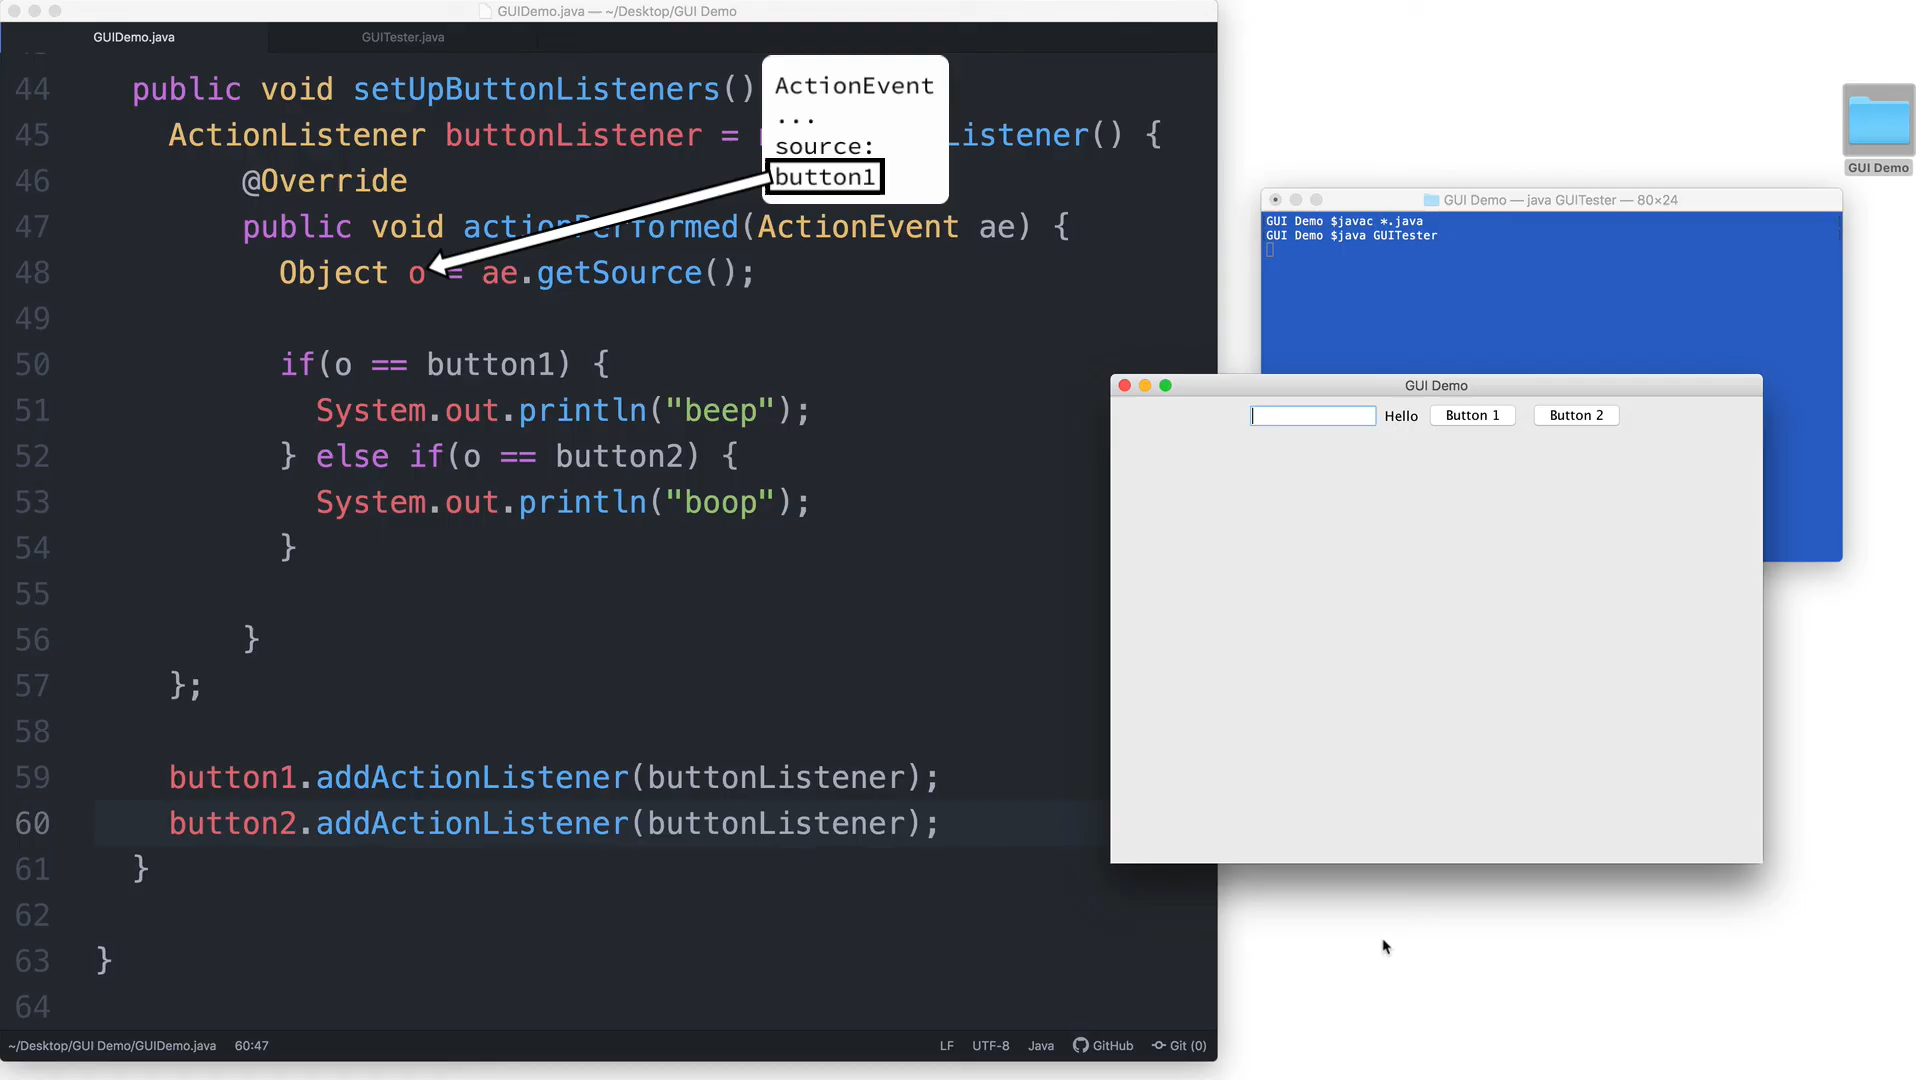 GUIDemo.java — ~/Desktop/GUI Demo
GUIDemo.java
GUITester.java
44 public void setUpButtonListeners()
45 ActionListener buttonListener = Listener() {
46 @Override
47 public void actionPerformed(ActionEvent ae) {
48 Object o = ae.getSource();
49
50 if(o == button1) {
51 System.out.println("beep");
52 } else if(o == button2) {
53 System.out.println("boop");
54 }
55
56 }
57 };
58
59 button1.addActionListener(buttonListener);
60 button2.addActionListener(buttonListener);
61 }
62
63 }
64
~/Desktop/GUI Demo/GUIDemo.java 60:47 LF UTF-8 Java GitHub Git (0)
ActionEvent
...
source:
button1
GUI Demo
GUI Demo — java GUITester — 80×24
GUI Demo $javac *.java
GUI Demo $java GUITester
GUI Demo
Hello Button 1 Button 2